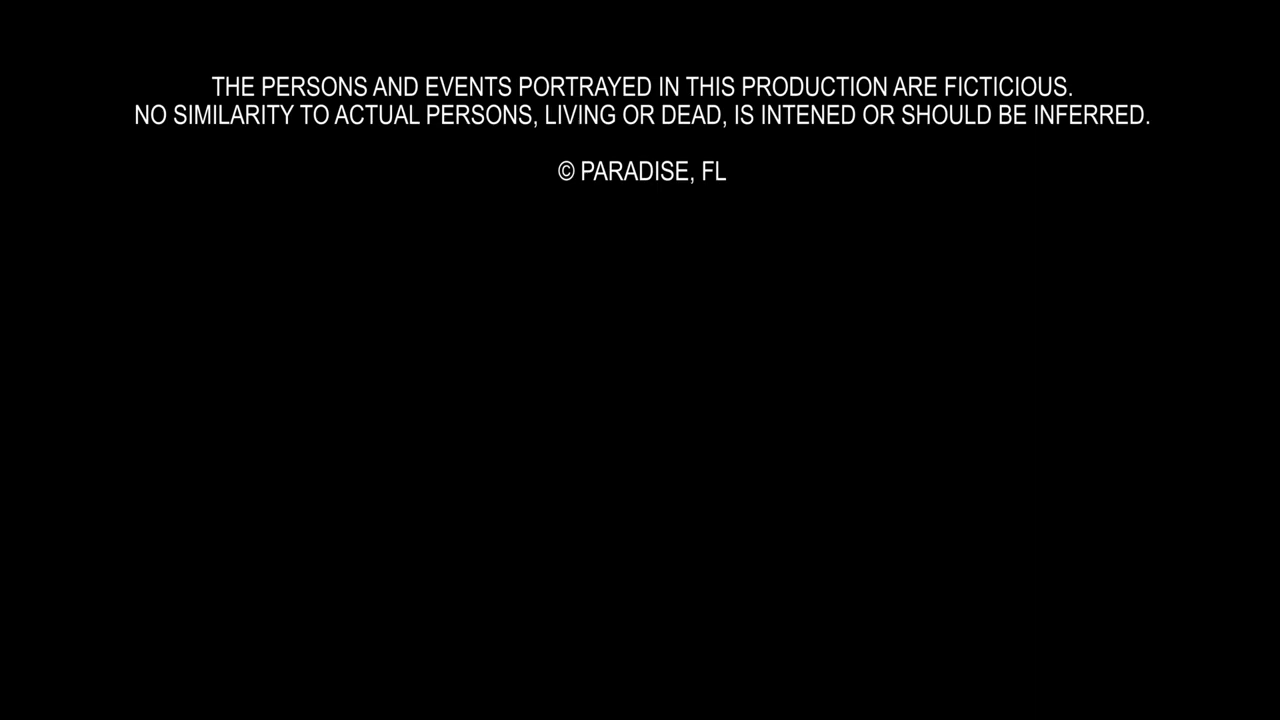 THE PERSONS AND EVENTS PORTRAYED IN THIS PRODUCTION ARE FICTICIOUS.
NO SIMILARITY TO ACTUAL PERSONS, LIVING OR DEAD, IS INTENED OR SHOULD BE INFERRED.
© PARADISE, FL